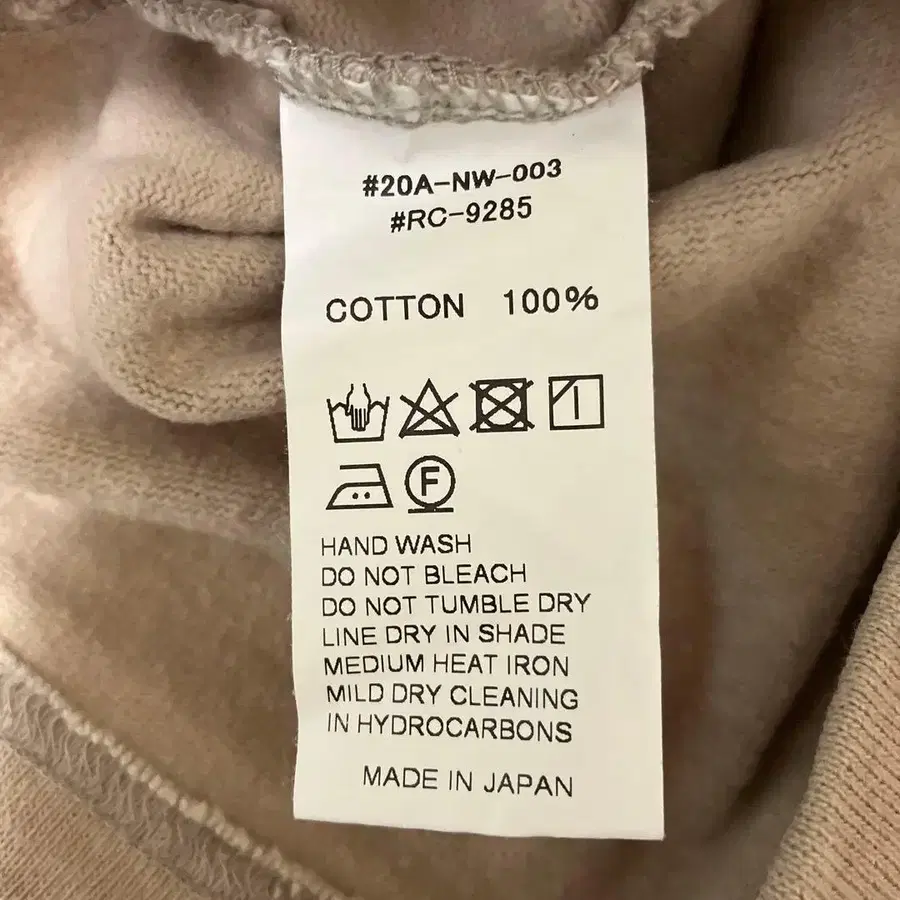 #20A-NW-003
#RC-9285
COTTON 100%
F
HAND WASH
DO NOT BLEACH
DO NOT TUMBLE DRY
LINE DRY IN SHADE
MEDIUM HEAT IRON
MILD DRY CLEANING
IN HYDROCARBONS
MADE IN JAPAN